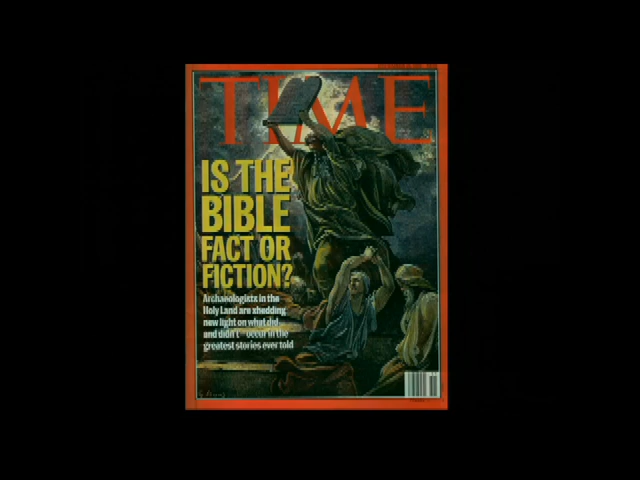 TIME
IS THE
BIBLE
FACT OR
FICTION?
Archaeologists in the
Holy Land are shedding
new light on what did—
and didn't—occur in the
greatest stories ever told